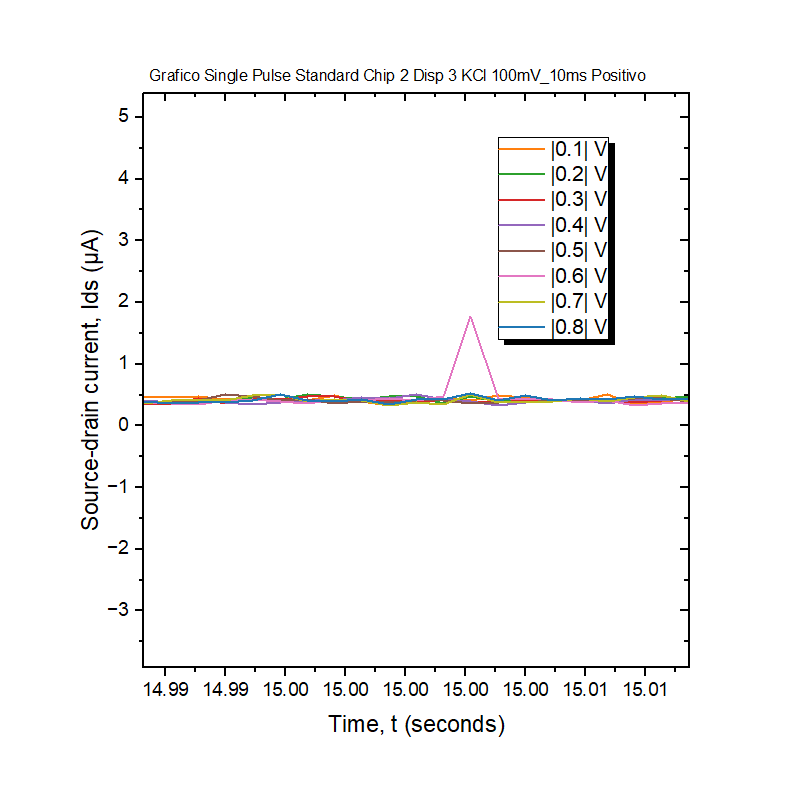 Grafico Single Pulse Standard Chip 2 Disp 3 KCl 100mV_10ms Positivo
5
4
3
2
1
0
−1
−2
−3
Source-drain current, Ids (µA)
|0.1| V
|0.2| V
|0.3| V
|0.4| V
|0.5| V
|0.6| V
|0.7| V
|0.8| V
14.99 14.99 15.00 15.00 15.00 15.00 15.00 15.01 15.01
Time, t (seconds)